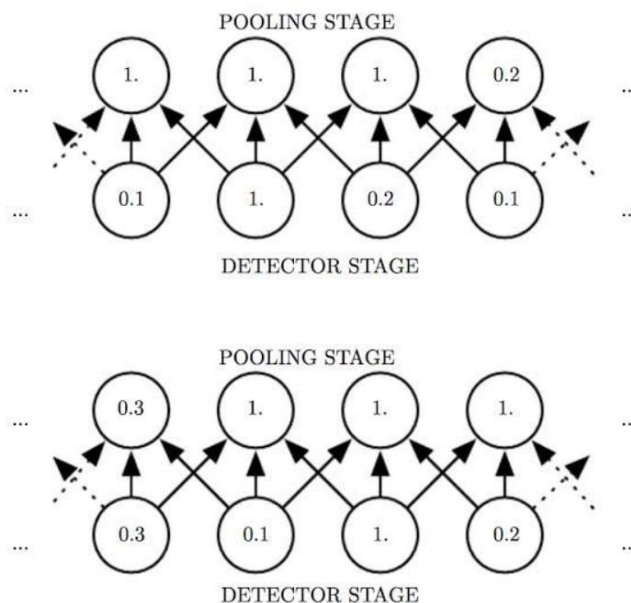 POOLING STAGE
... 1. 1. 1. 0.2 ...
... 0.1 1. 0.2 0.1 ...
DETECTOR STAGE
POOLING STAGE
... 0.3 1. 1. 1. ...
... 0.3 0.1 1. 0.2 ...
DETECTOR STAGE